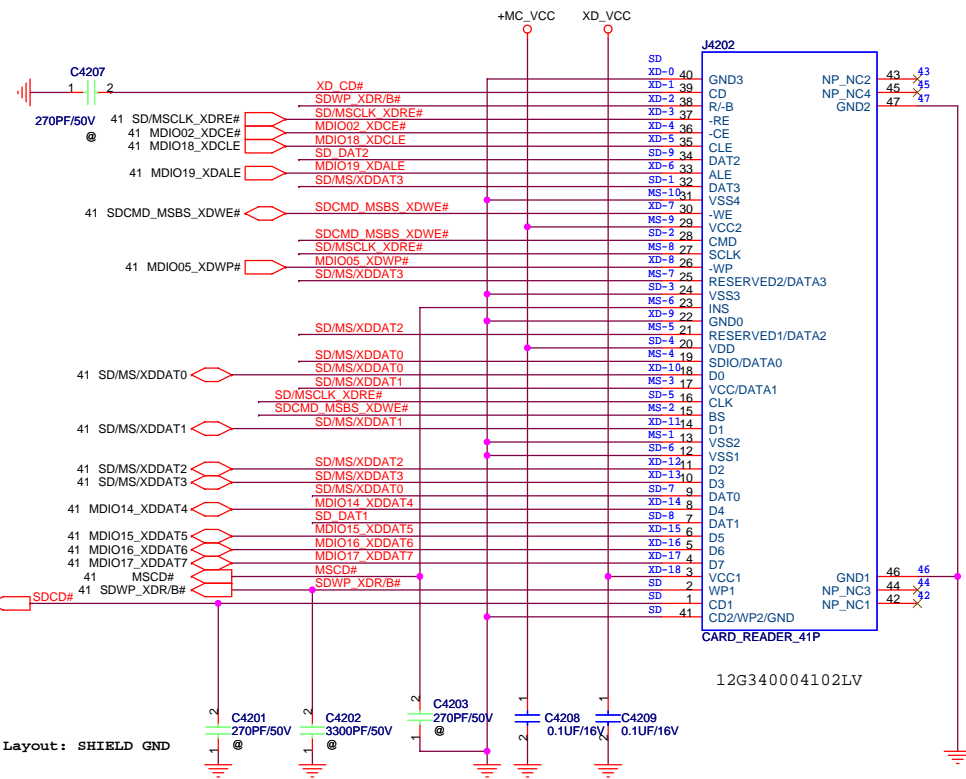 +MC_VCC XD_VCC
J4202
SD
C4207
1 2
270PF/50V
@
XD_CD# XD-0 40 GND3 NP_NC2 43 43
XD-1 39 CD NP_NC4 45 45
SDWP_XDR/B# XD-2 38 R/-B GND2 47 47
41 SD/MSCLK_XDRE# SD/MSCLK_XDRE# XD-3 37 -RE
41 MDIO02_XDCE# MDIO02_XDCE# XD-4 36 -CE
41 MDIO18_XDCLE MDIO18_XDCLE XD-5 35 CLE
SD_DAT2 SD-9 34 DAT2
41 MDIO19_XDALE MDIO19_XDALE XD-6 33 ALE
SD/MS/XDDAT3 SD-1 32 DAT3
MS-10 31 VSS4
41 SDCMD_MSBS_XDWE# SDCMD_MSBS_XDWE# XD-7 30 -WE
MS-9 29 VCC2
SDCMD_MSBS_XDWE# SD-2 28 CMD
SD/MSCLK_XDRE# MS-8 27 SCLK
41 MDIO05_XDWP# MDIO05_XDWP# XD-8 26 -WP
SD/MS/XDDAT3 MS-7 25 RESERVED2/DATA3
SD-3 24 VSS3
MS-6 23 INS
XD-9 22 GND0
SD/MS/XDDAT2 MS-5 21 RESERVED1/DATA2
SD-4 20 VDD
SD/MS/XDDAT0 MS-4 19 SDIO/DATA0
41 SD/MS/XDDAT0 SD/MS/XDDAT0 XD-10 18 D0
SD/MS/XDDAT1 MS-3 17 VCC/DATA1
SD/MSCLK_XDRE# SD-5 16 CLK
SDCMD_MSBS_XDWE# MS-2 15 BS
41 SD/MS/XDDAT1 SD/MS/XDDAT1 XD-11 14 D1
MS-1 13 VSS2
SD-6 12 VSS1
41 SD/MS/XDDAT2 SD/MS/XDDAT2 XD-12 11 D2
41 SD/MS/XDDAT3 SD/MS/XDDAT3 XD-13 10 D3
SD/MS/XDDAT0 SD-7 9 DAT0
41 MDIO14_XDDAT4 MDIO14_XDDAT4 XD-14 8 D4
SD_DAT1 SD-8 7 DAT1
41 MDIO15_XDDAT5 MDIO15_XDDAT5 XD-15 6 D5
41 MDIO16_XDDAT6 MDIO16_XDDAT6 XD-16 5 D6
41 MDIO17_XDDAT7 MDIO17_XDDAT7 XD-17 4 D7
41 MSCD# MSCD# XD-18 3 VCC1 GND1 46 46
41 SDWP_XDR/B# SDWP_XDR/B# SD 2 WP1 NP_NC3 44 44
SDCD# SD 1 CD1 NP_NC1 42 42
SD 41 CD2/WP2/GND
CARD_READER_41P
12G340004102LV
2 C4201 270PF/50V @ 1
2 C4202 3300PF/50V @ 1
2 C4203 270PF/50V @ 1
1 C4208 0.1UF/16V 2
1 C4209 0.1UF/16V 2
Layout: SHIELD GND